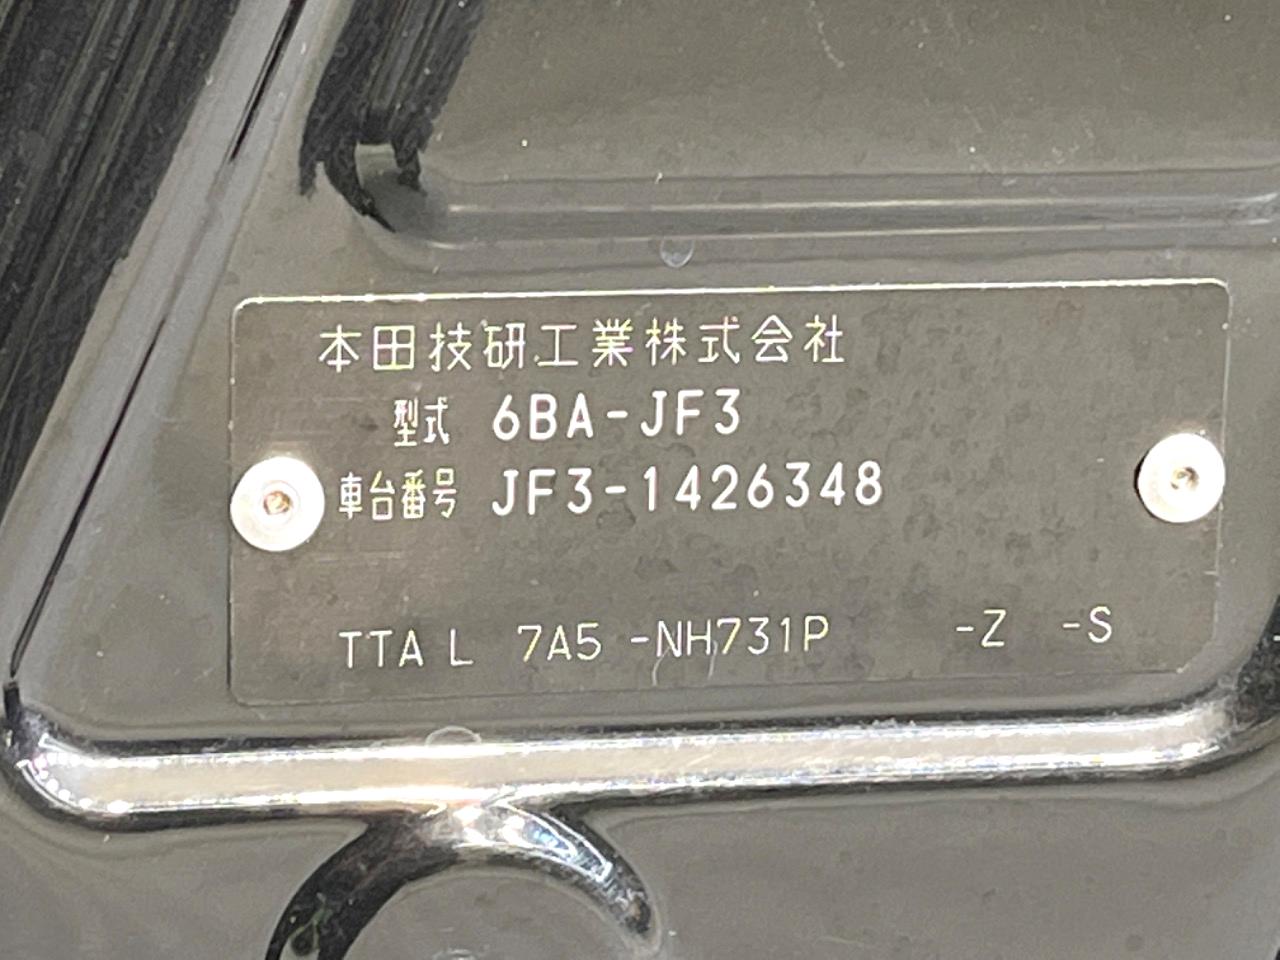 本田技研工業株式会社
型式 6BA-JF3
車台番号 JF3-1426348
TTA L 7A5 -NH731P -Z -S